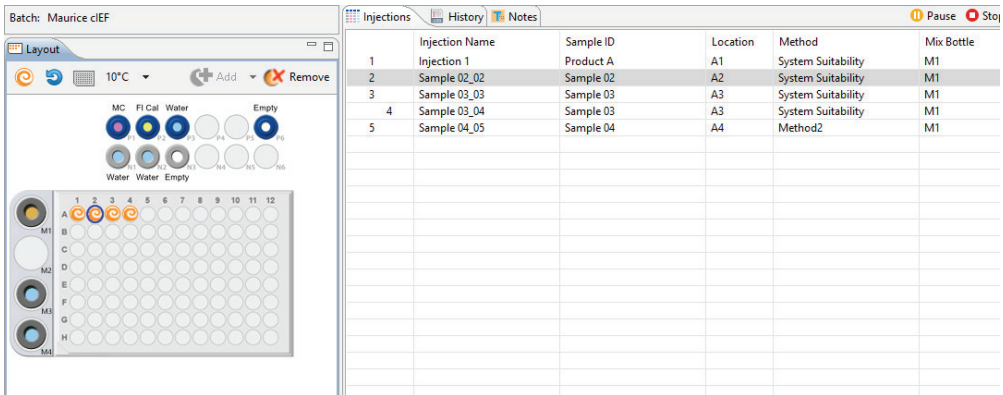 Batch: Maurice cIEF
Layout
10°C Add Remove
MC Fl Cal Water Empty
P1 P2 P3 P4 P5 P6
N1 N2 N3 N4 N5 N6
Water Water Empty
1 2 3 4 5 6 7 8 9 10 11 12
A
M1 B
C
M2 D
E
M3 F
G
H
M4
Injections History Notes Pause Stop
Injection Name Sample ID Location Method Mix Bottle
1 Injection 1 Product A A1 System Suitability M1
2 Sample 02_02 Sample 02 A2 System Suitability M1
3 Sample 03_03 Sample 03 A3 System Suitability M1
4 Sample 03_04 Sample 03 A3 System Suitability M1
5 Sample 04_05 Sample 04 A4 Method2 M1